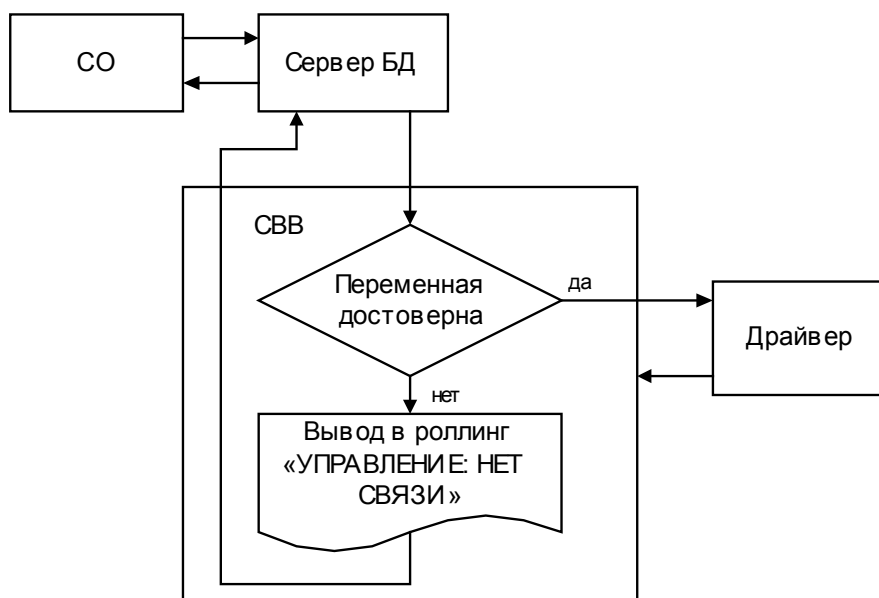 СО
Сервер БД
СВВ
Переменная
достоверна
да
Драйвер
нет
Вывод в роллинг
«УПРАВЛЕНИЕ: НЕТ
СВЯЗИ»